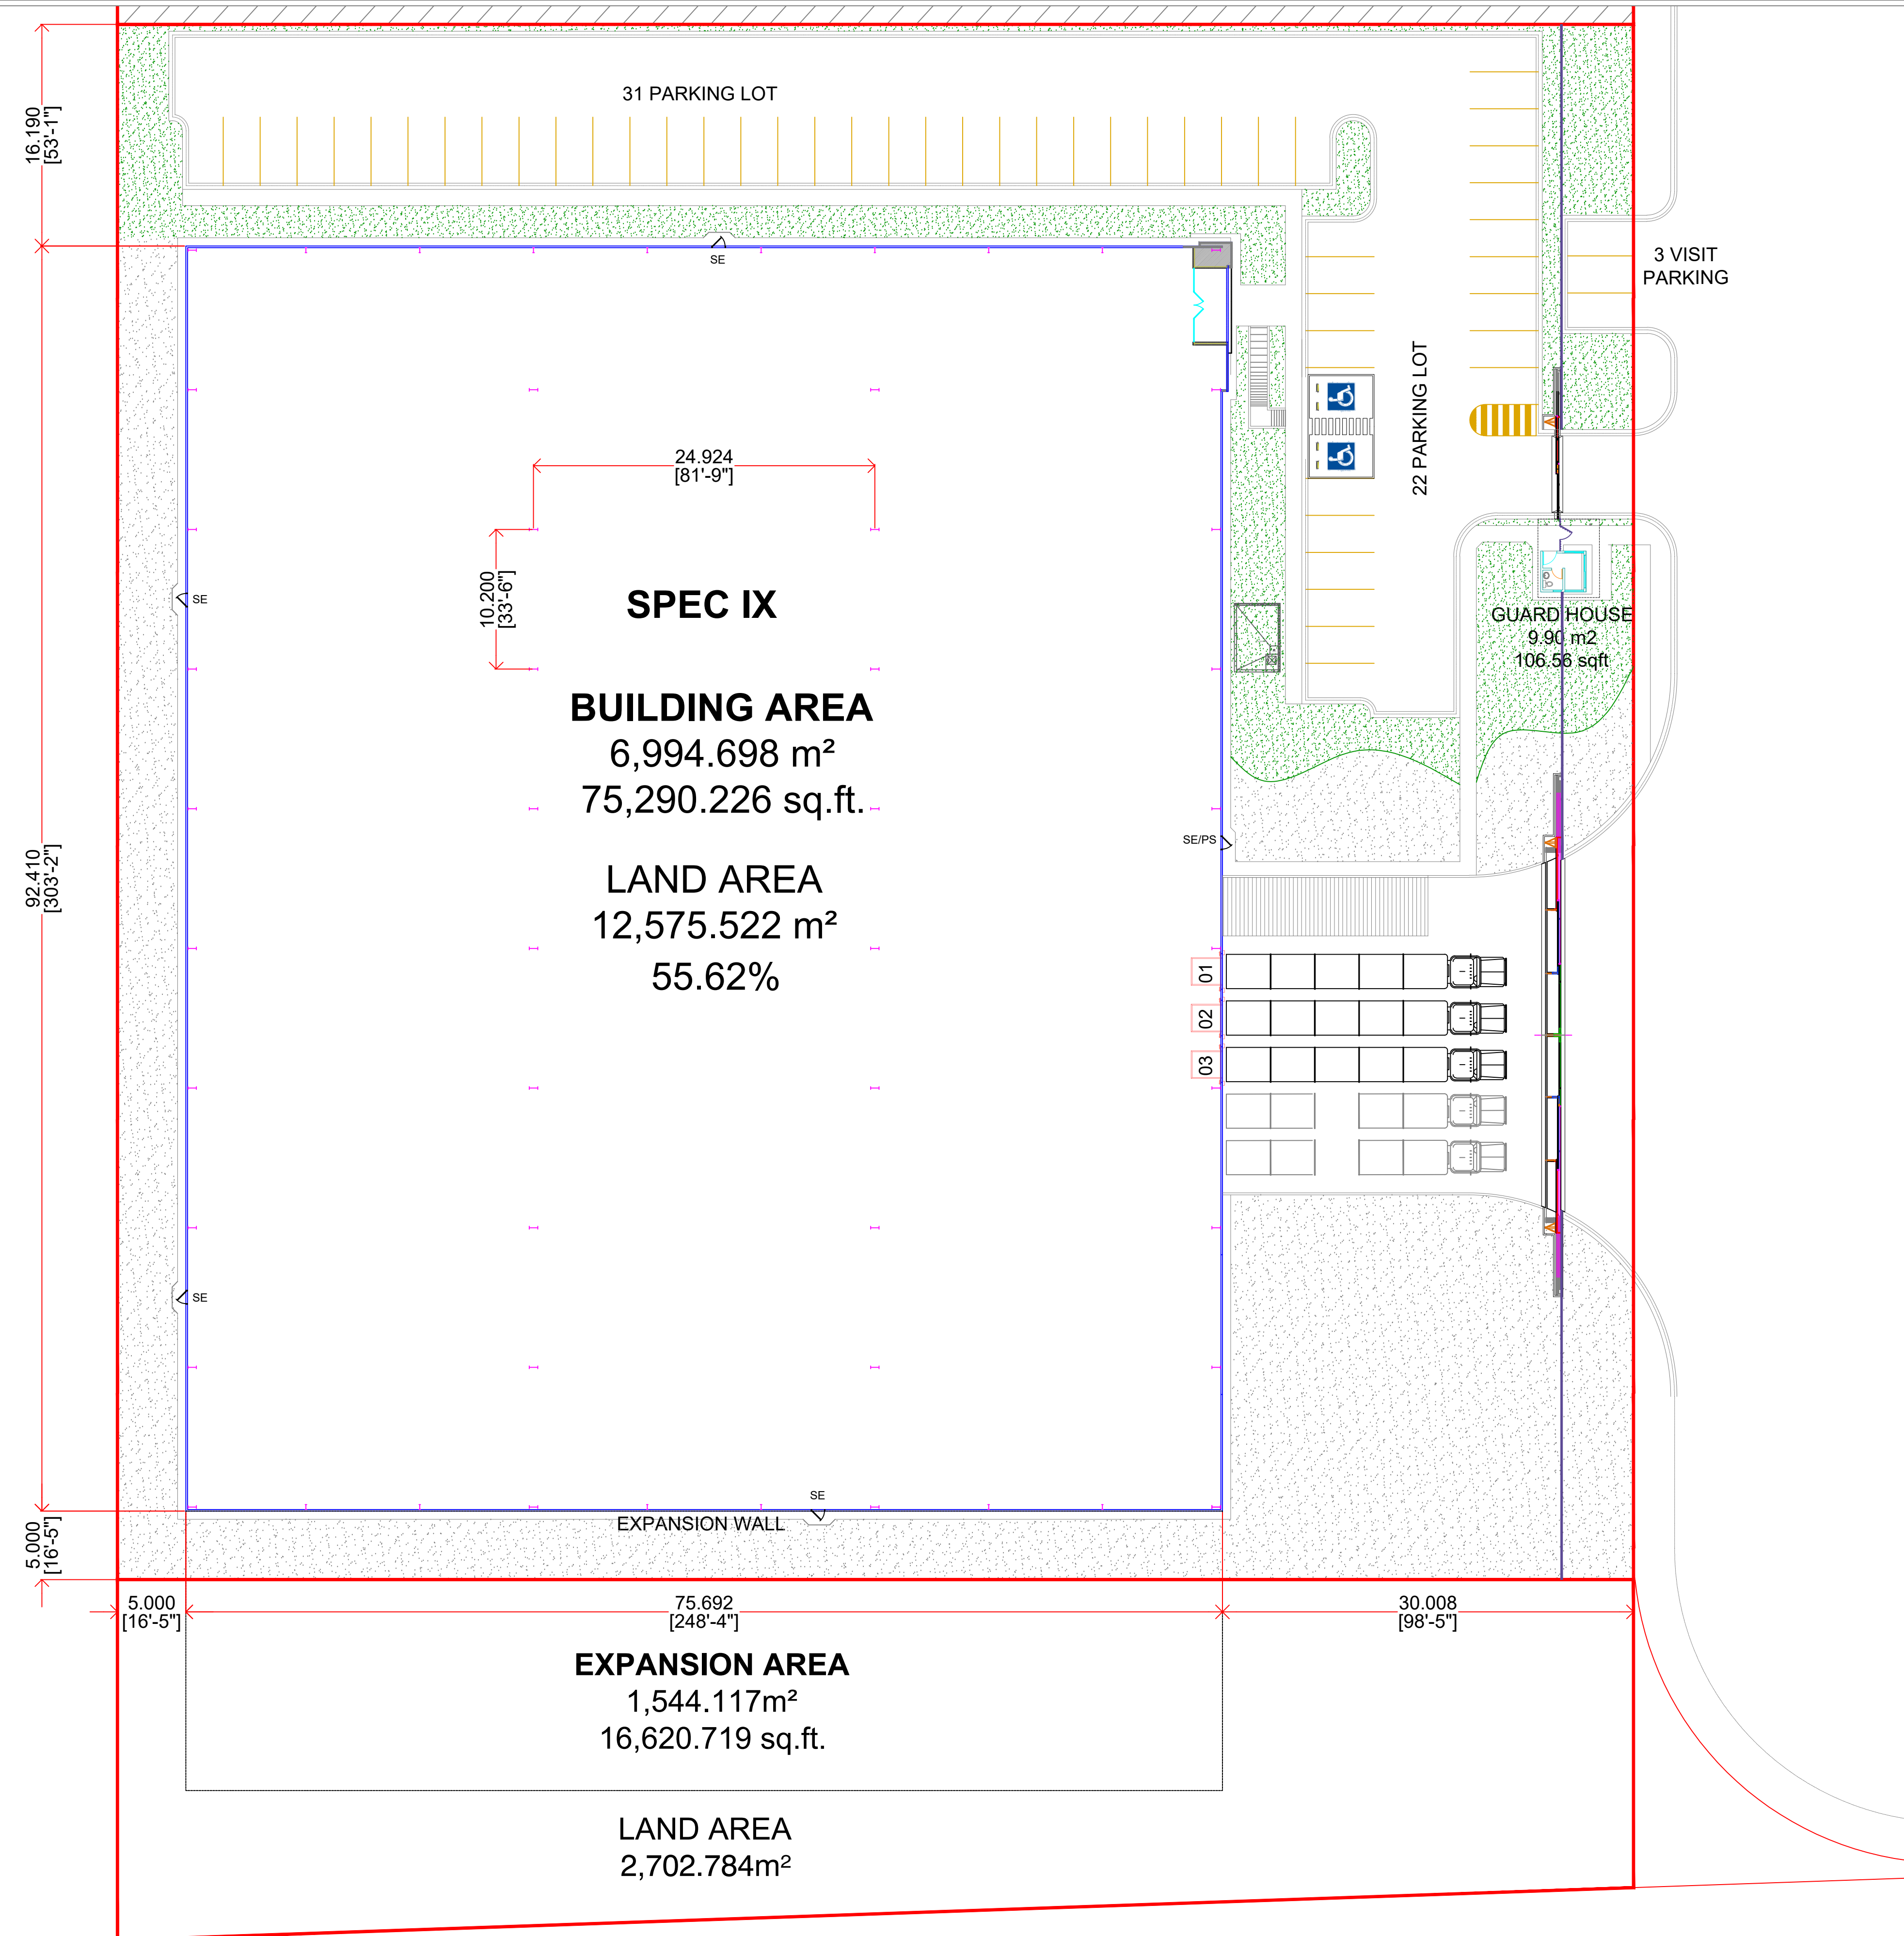 31 PARKING LOT
16.190
[53'-1"]
3 VISIT
PARKING
SE
22 PARKING LOT
24.924
[81'-9"]
10.200
[33'-6"]
SE
SPEC IX
GUARD HOUSE
9.90 m2
106.56 sqft
BUILDING AREA
6,994.698 m²
75,290.226 sq.ft.
SE/PS
92.410
[303'-2"]
LAND AREA
12,575.522 m²
55.62%
01
02
03
SE
SE
EXPANSION WALL
5.000
[16'-5"]
5.000
[16'-5"]
75.692
[248'-4"]
30.008
[98'-5"]
EXPANSION AREA
1,544.117m²
16,620.719 sq.ft.
LAND AREA
2,702.784m²